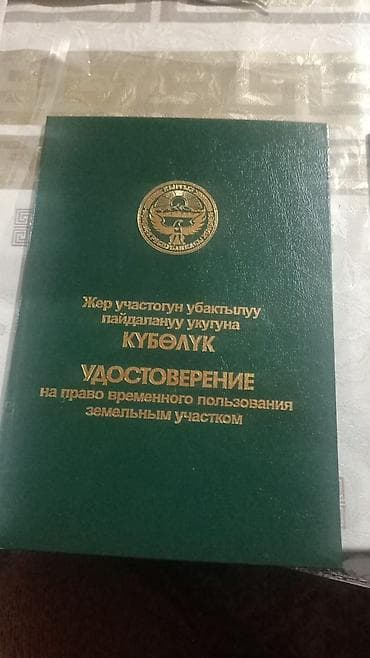 Жер участогун убактылуу
пайдалануу укугуна
КҮБӨЛҮК
УДОСТОВЕРЕНИЕ
на право временного пользования
земельным участком